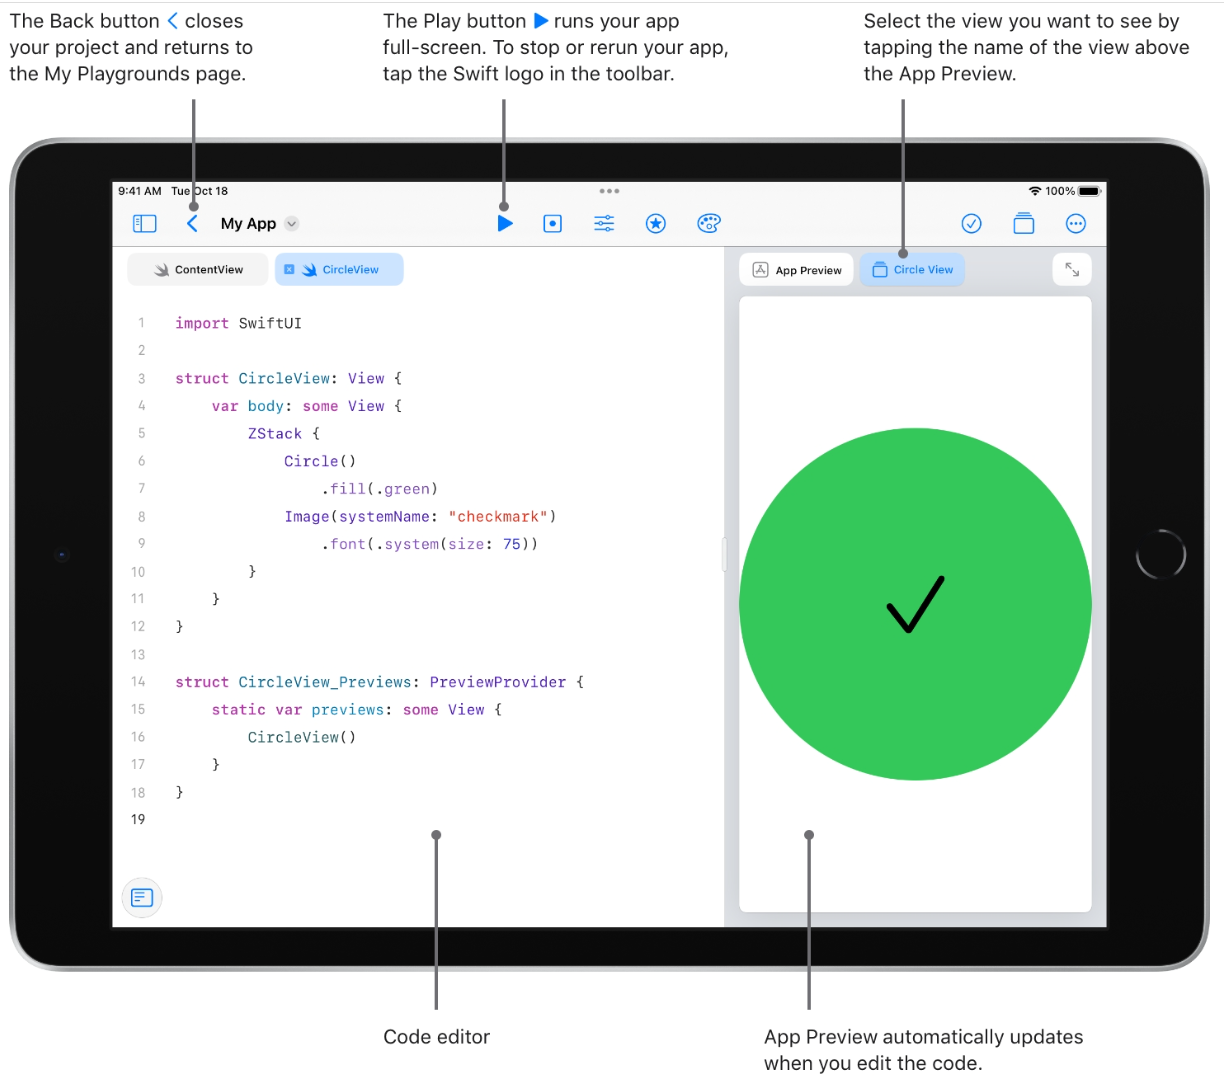 The Back button closes
your project and returns to
the My Playgrounds page.
The Play button runs your app
full-screen. To stop or rerun your app,
tap the Swift logo in the toolbar.
Select the view you want to see by
tapping the name of the view above
the App Preview.
9:41 AM Tue Oct 18
100%
My App
ContentView
CircleView
App Preview
Circle View
1 import SwiftUI
2
3 struct CircleView: View {
4     var body: some View {
5         ZStack {
6             Circle()
7                 .fill(.green)
8             Image(systemName: "checkmark")
9                 .font(.system(size: 75))
10         }
11     }
12 }
13
14 struct CircleView_Previews: PreviewProvider {
15     static var previews: some View {
16         CircleView()
17     }
18 }
19
Code editor
App Preview automatically updates
when you edit the code.